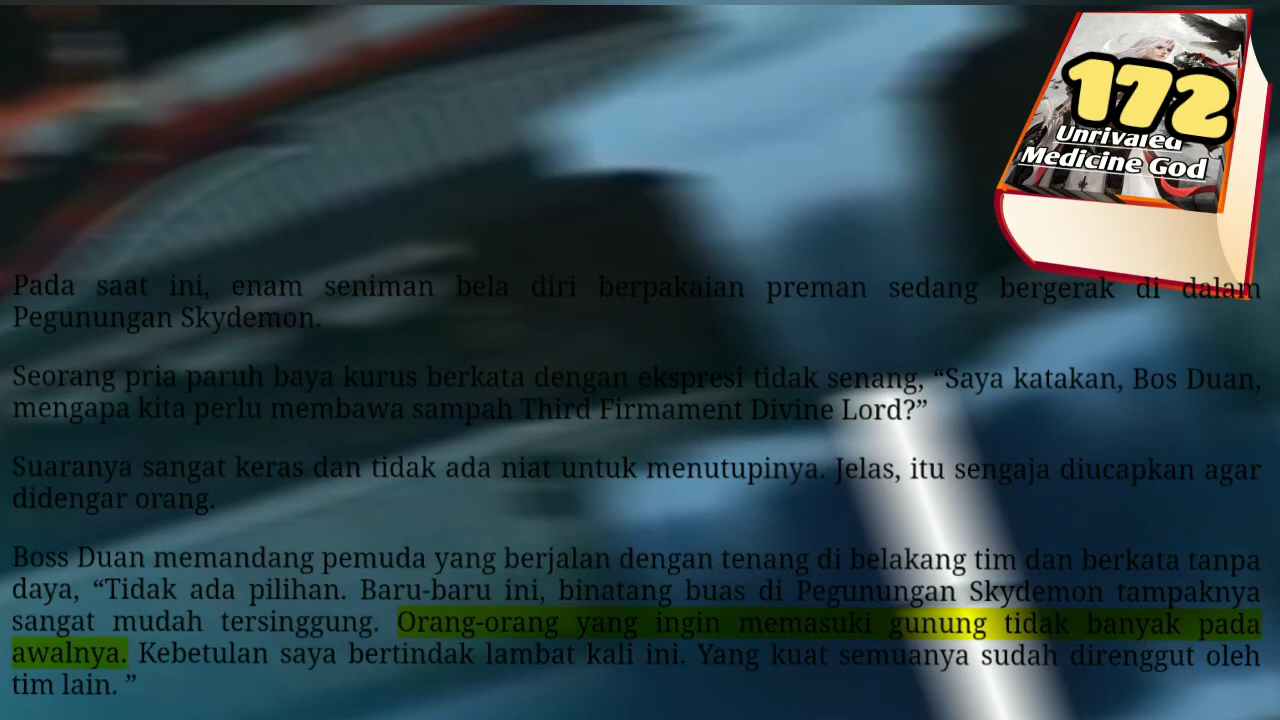 172
Unrivaled
Medicine God
Pada saat ini, enam seniman bela diri berpakaian preman sedang bergerak di dalam
Pegunungan Skydemon.
Seorang pria paruh baya kurus berkata dengan ekspresi tidak senang, “Saya katakan, Bos Duan,
mengapa kita perlu membawa sampah Third Firmament Divine Lord?”
Suaranya sangat keras dan tidak ada niat untuk menutupinya. Jelas, itu sengaja diucapkan agar
didengar orang.
Boss Duan memandang pemuda yang berjalan dengan tenang di belakang tim dan berkata tanpa
daya, “Tidak ada pilihan. Baru-baru ini, binatang buas di Pegunungan Skydemon tampaknya
sangat mudah tersinggung. Orang-orang yang ingin memasuki gunung tidak banyak pada
awalnya. Kebetulan saya bertindak lambat kali ini. Yang kuat semuanya sudah direnggut oleh
tim lain. ”